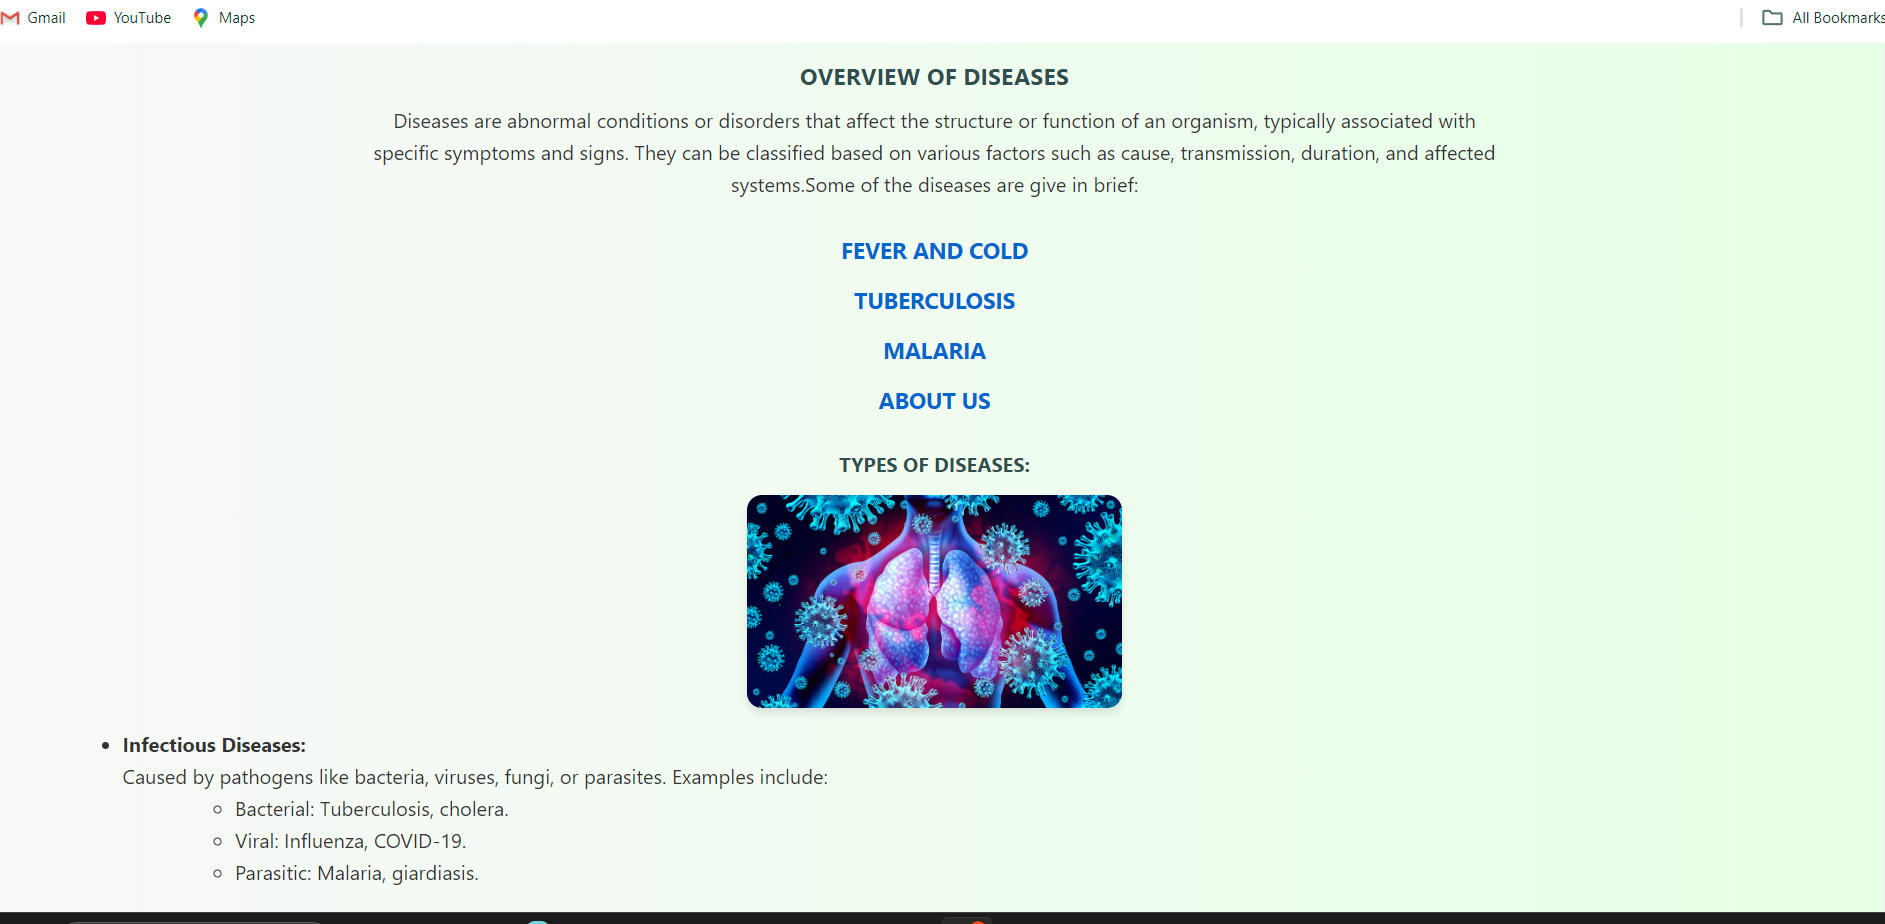 Gmail YouTube Maps All Bookmarks
OVERVIEW OF DISEASES
Diseases are abnormal conditions or disorders that affect the structure or function of an organism, typically associated with
specific symptoms and signs. They can be classified based on various factors such as cause, transmission, duration, and affected
systems.Some of the diseases are give in brief:
FEVER AND COLD
TUBERCULOSIS
MALARIA
ABOUT US
TYPES OF DISEASES:
• Infectious Diseases:
Caused by pathogens like bacteria, viruses, fungi, or parasites. Examples include:
◦ Bacterial: Tuberculosis, cholera.
◦ Viral: Influenza, COVID-19.
◦ Parasitic: Malaria, giardiasis.